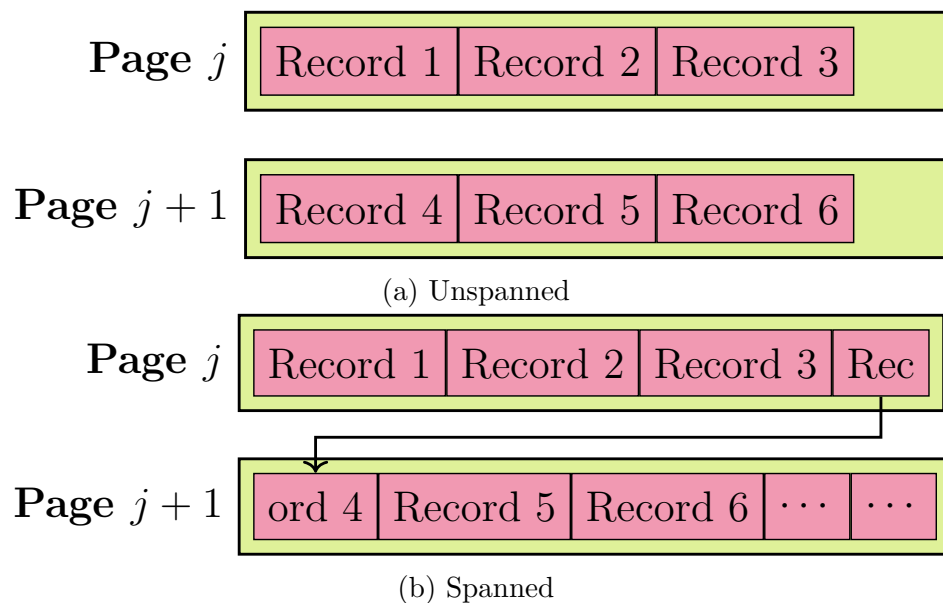 Page j Record 1 Record 2 Record 3
Page j + 1 Record 4 Record 5 Record 6
(a) Unspanned
Page j Record 1 Record 2 Record 3 Rec
Page j + 1 ord 4 Record 5 Record 6 ··· ···
(b) Spanned